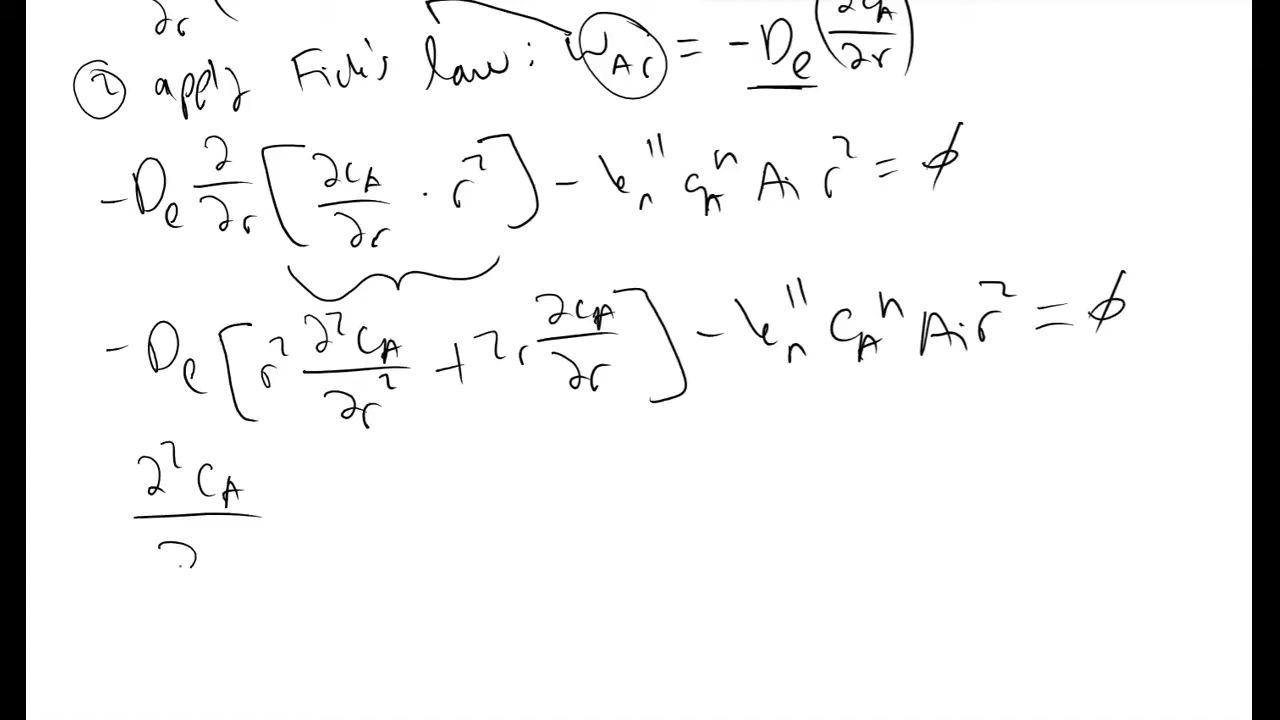 ∂r (
② apply Fick's law: W_Ar = -D_e (∂C_A/∂r)
-D_e ∂/∂r [∂C_A/∂r · r²] - k_n'' C_A^n A_i r² = ϕ
-D_e [r² ∂²C_A/∂r² + 2r ∂C_A/∂r] - k_n'' C_A^n A_i r² = ϕ
∂²C_A/∂